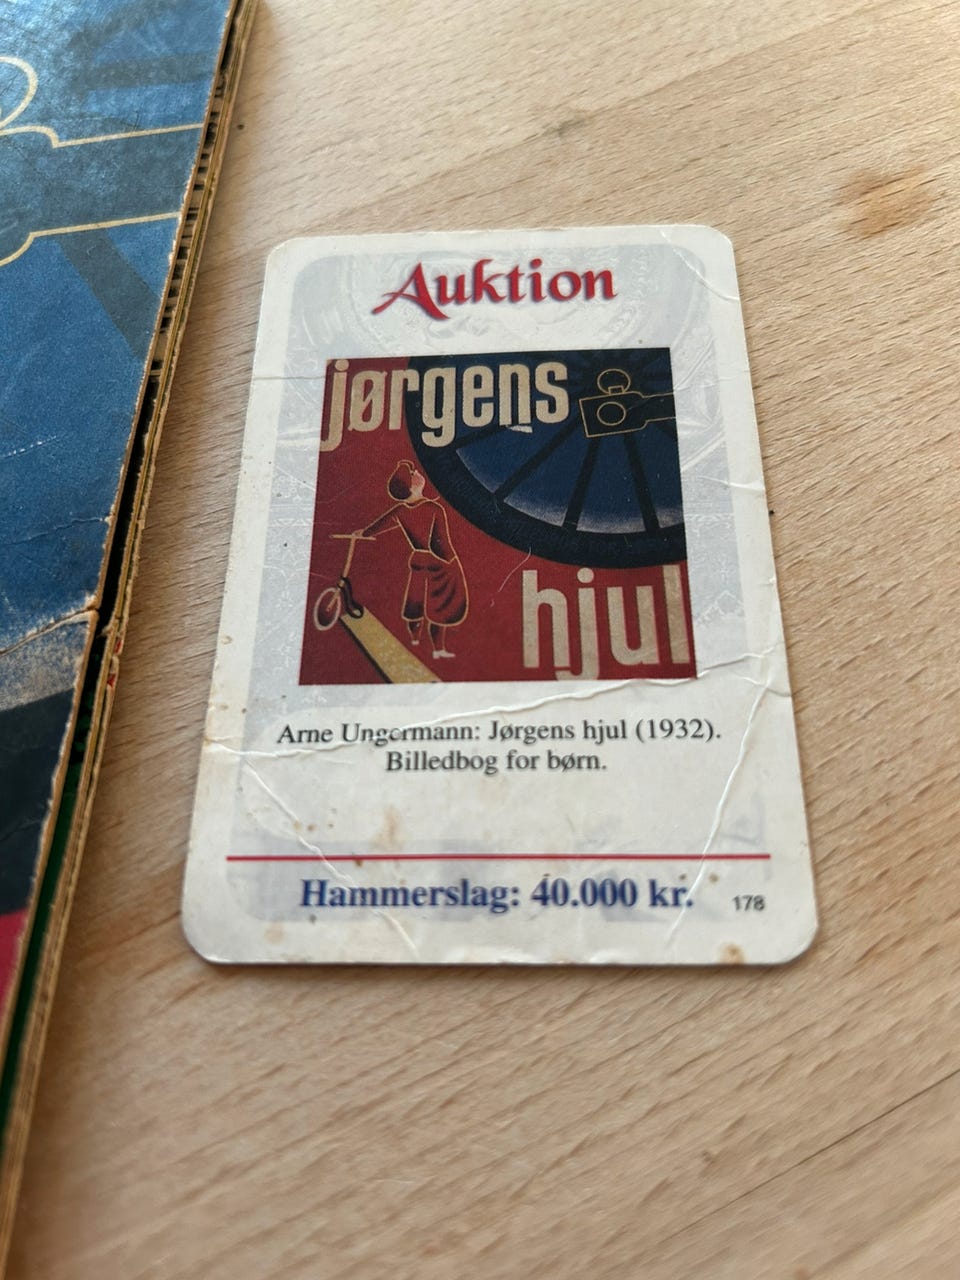 Auktion
jørgens
hjul
Arne Ungermann: Jørgens hjul (1932).
Billedbog for børn.
Hammerslag: 40.000 kr.
178